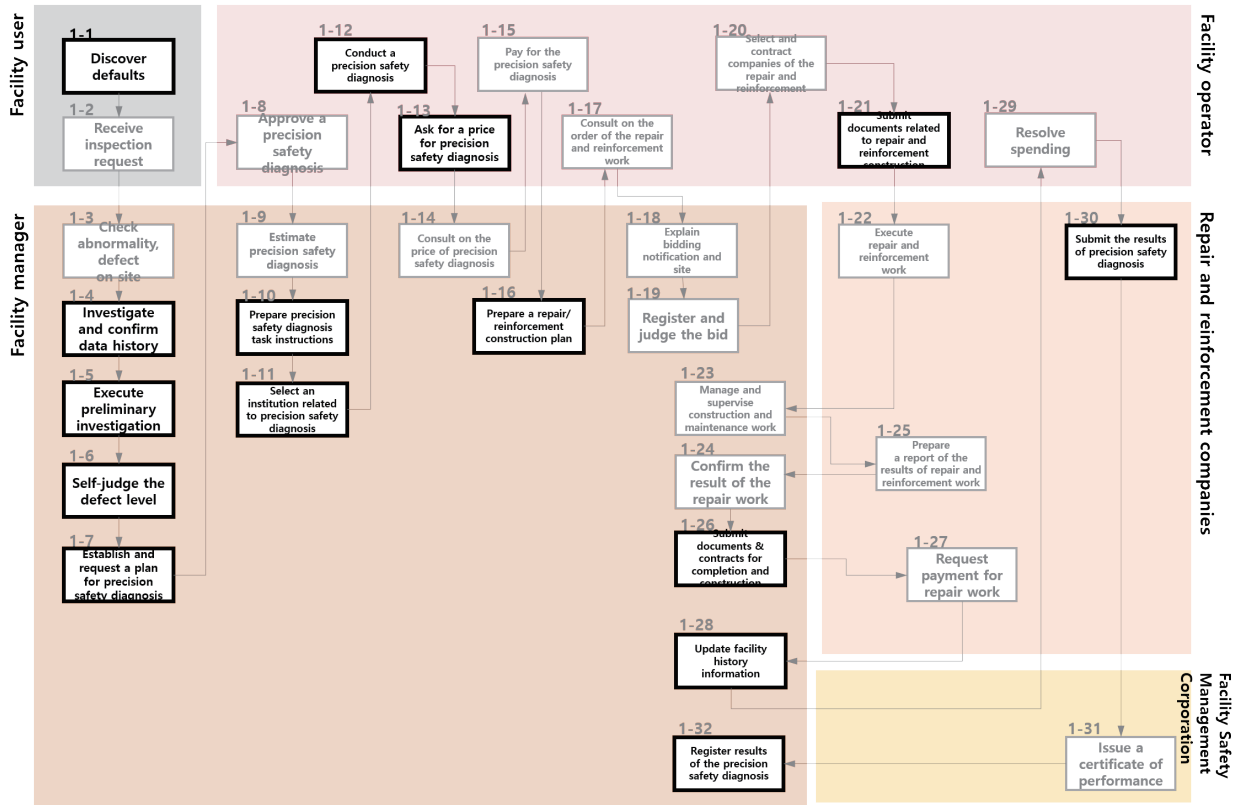 Facility user
1-1
Discover
defaults
1-2
Receive
inspection
request
Facility operator
1-8
Approve a
precision
safety
diagnosis
1-12
Conduct a
precision safety
diagnosis
1-13
Ask for a price
for precision
safety diagnosis
1-15
Pay for the
precision safety
diagnosis
1-17
Consult on the
order of the repair
and reinforcement
work
1-20
Select and
contract
companies of the
repair and
reinforcement
1-21
Submit
documents related
to repair and
reinforcement
construction
1-29
Resolve
spending
Facility manager
1-3
Check
abnormality,
defect
on site
1-4
Investigate
and confirm
data history
1-5
Execute
preliminary
investigation
1-6
Self-judge the
defect level
1-7
Establish and
request a plan
for precision
safety diagnosis
1-9
Estimate
precision safety
diagnosis
1-10
Prepare precision
safety diagnosis
task instructions
1-11
Select an
institution related
to precision safety
diagnosis
1-14
Consult on the
price of precision
safety diagnosis
1-16
Prepare a repair/
reinforcement
construction plan
1-18
Explain
bidding
notification and
site
1-19
Register and
judge the bid
1-23
Manage and
supervise
construction and
maintenance work
1-24
Confirm the
result of the
repair work
1-26
Submit
documents &
contracts for
completion and
construction
1-28
Update facility
history
information
1-32
Register results
of the precision
safety diagnosis
Repair and reinforcement companies
1-22
Execute
repair and
reinforcement
work
1-30
Submit the results
of precision safety
diagnosis
1-25
Prepare
a report of the
results of repair and
reinforcement work
1-27
Request
payment for
repair work
Facility Safety
Management
Corporation
1-31
Issue a
certificate of
performance